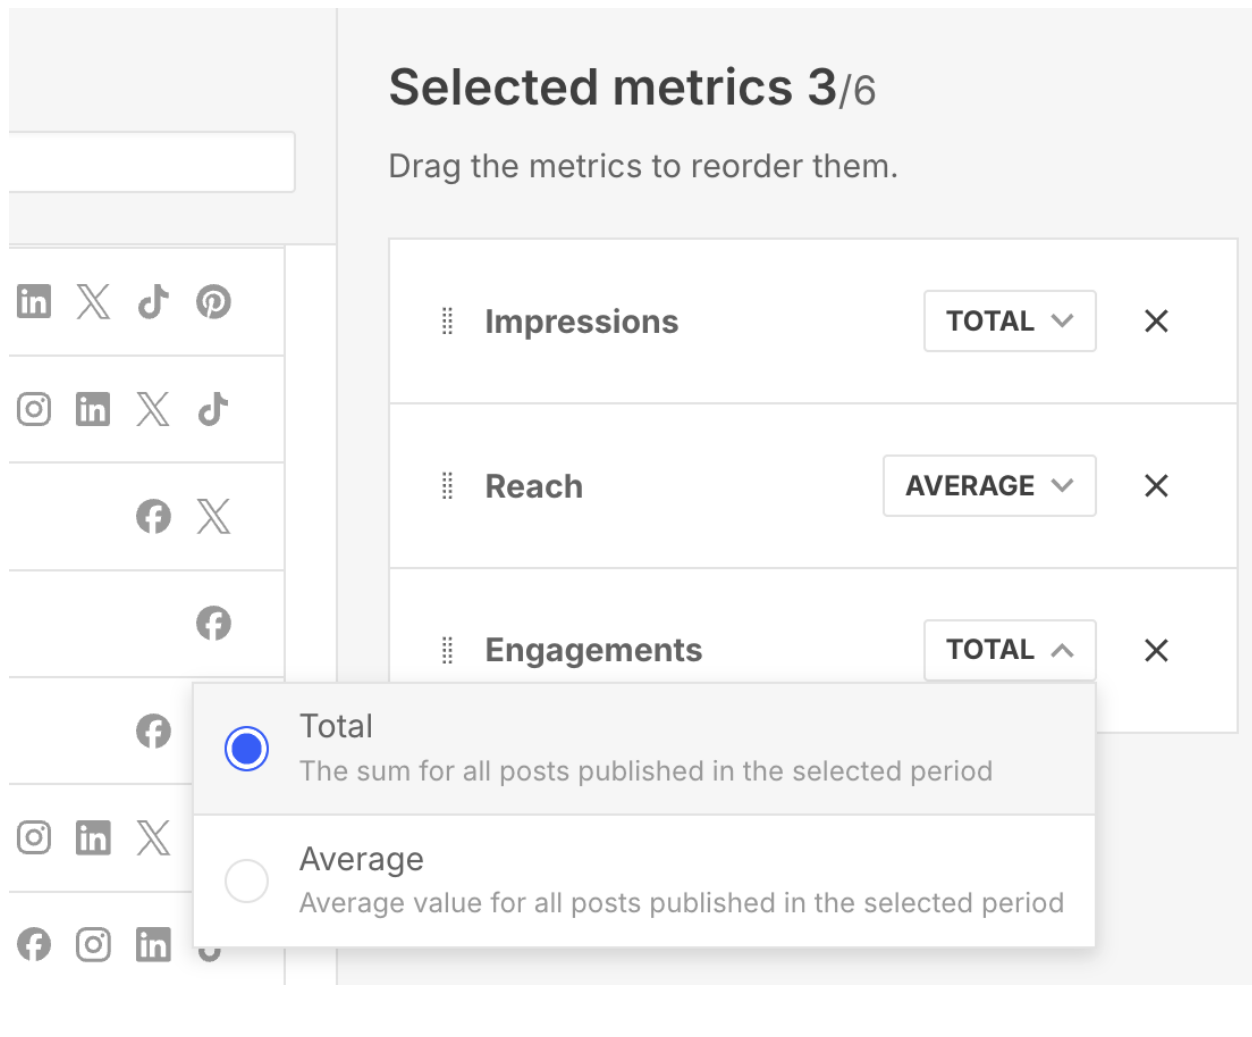 Selected metrics 3/6
Drag the metrics to reorder them.
Impressions TOTAL
Reach AVERAGE
Engagements TOTAL
Total
The sum for all posts published in the selected period
Average
Average value for all posts published in the selected period